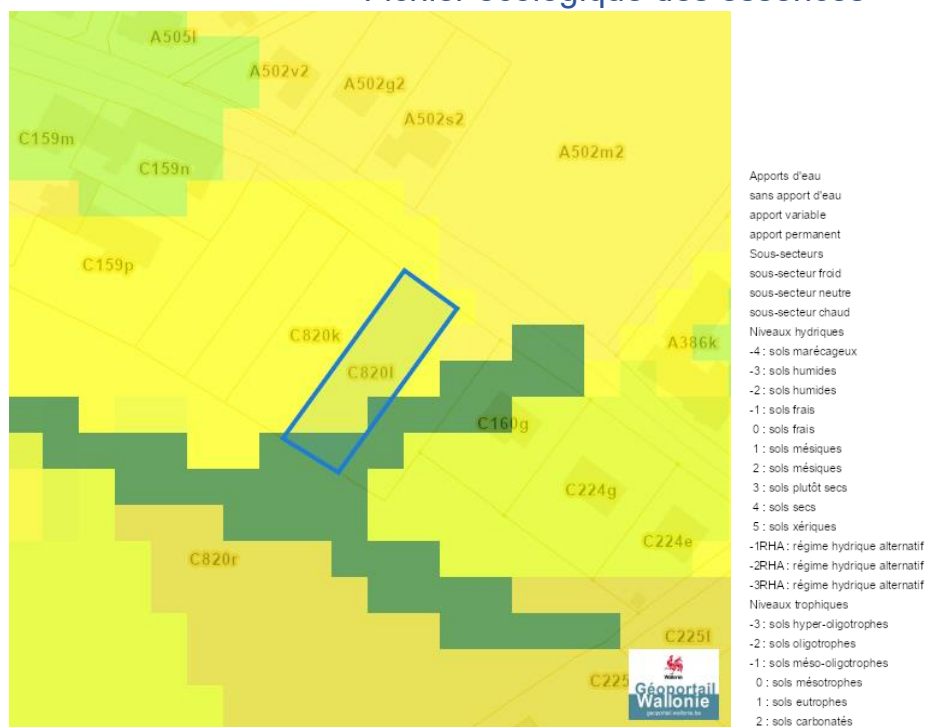 Fichier écologique des essences
A505l
A502v2
A502g2
A502s2
A502m2
C159m
C159n
C159p
C820k
C820l
A386k
C160g
C224g
C224e
C820r
C225l
C225
Wallonie
Géoportail
Wallonie
geoportail.wallonie.be
Apports d'eau
sans apport d'eau
apport variable
apport permanent
Sous-secteurs
sous-secteur froid
sous-secteur neutre
sous-secteur chaud
Niveaux hydriques
-4 : sols marécageux
-3 : sols humides
-2 : sols humides
-1 : sols frais
0 : sols frais
1 : sols mésiques
2 : sols mésiques
3 : sols plutôt secs
4 : sols secs
5 : sols xériques
-1RHA : régime hydrique alternatif
-2RHA : régime hydrique alternatif
-3RHA : régime hydrique alternatif
Niveaux trophiques
-3 : sols hyper-oligotrophes
-2 : sols oligotrophes
-1 : sols méso-oligotrophes
0 : sols mésotrophes
1 : sols eutrophes
2 : sols carbonatés